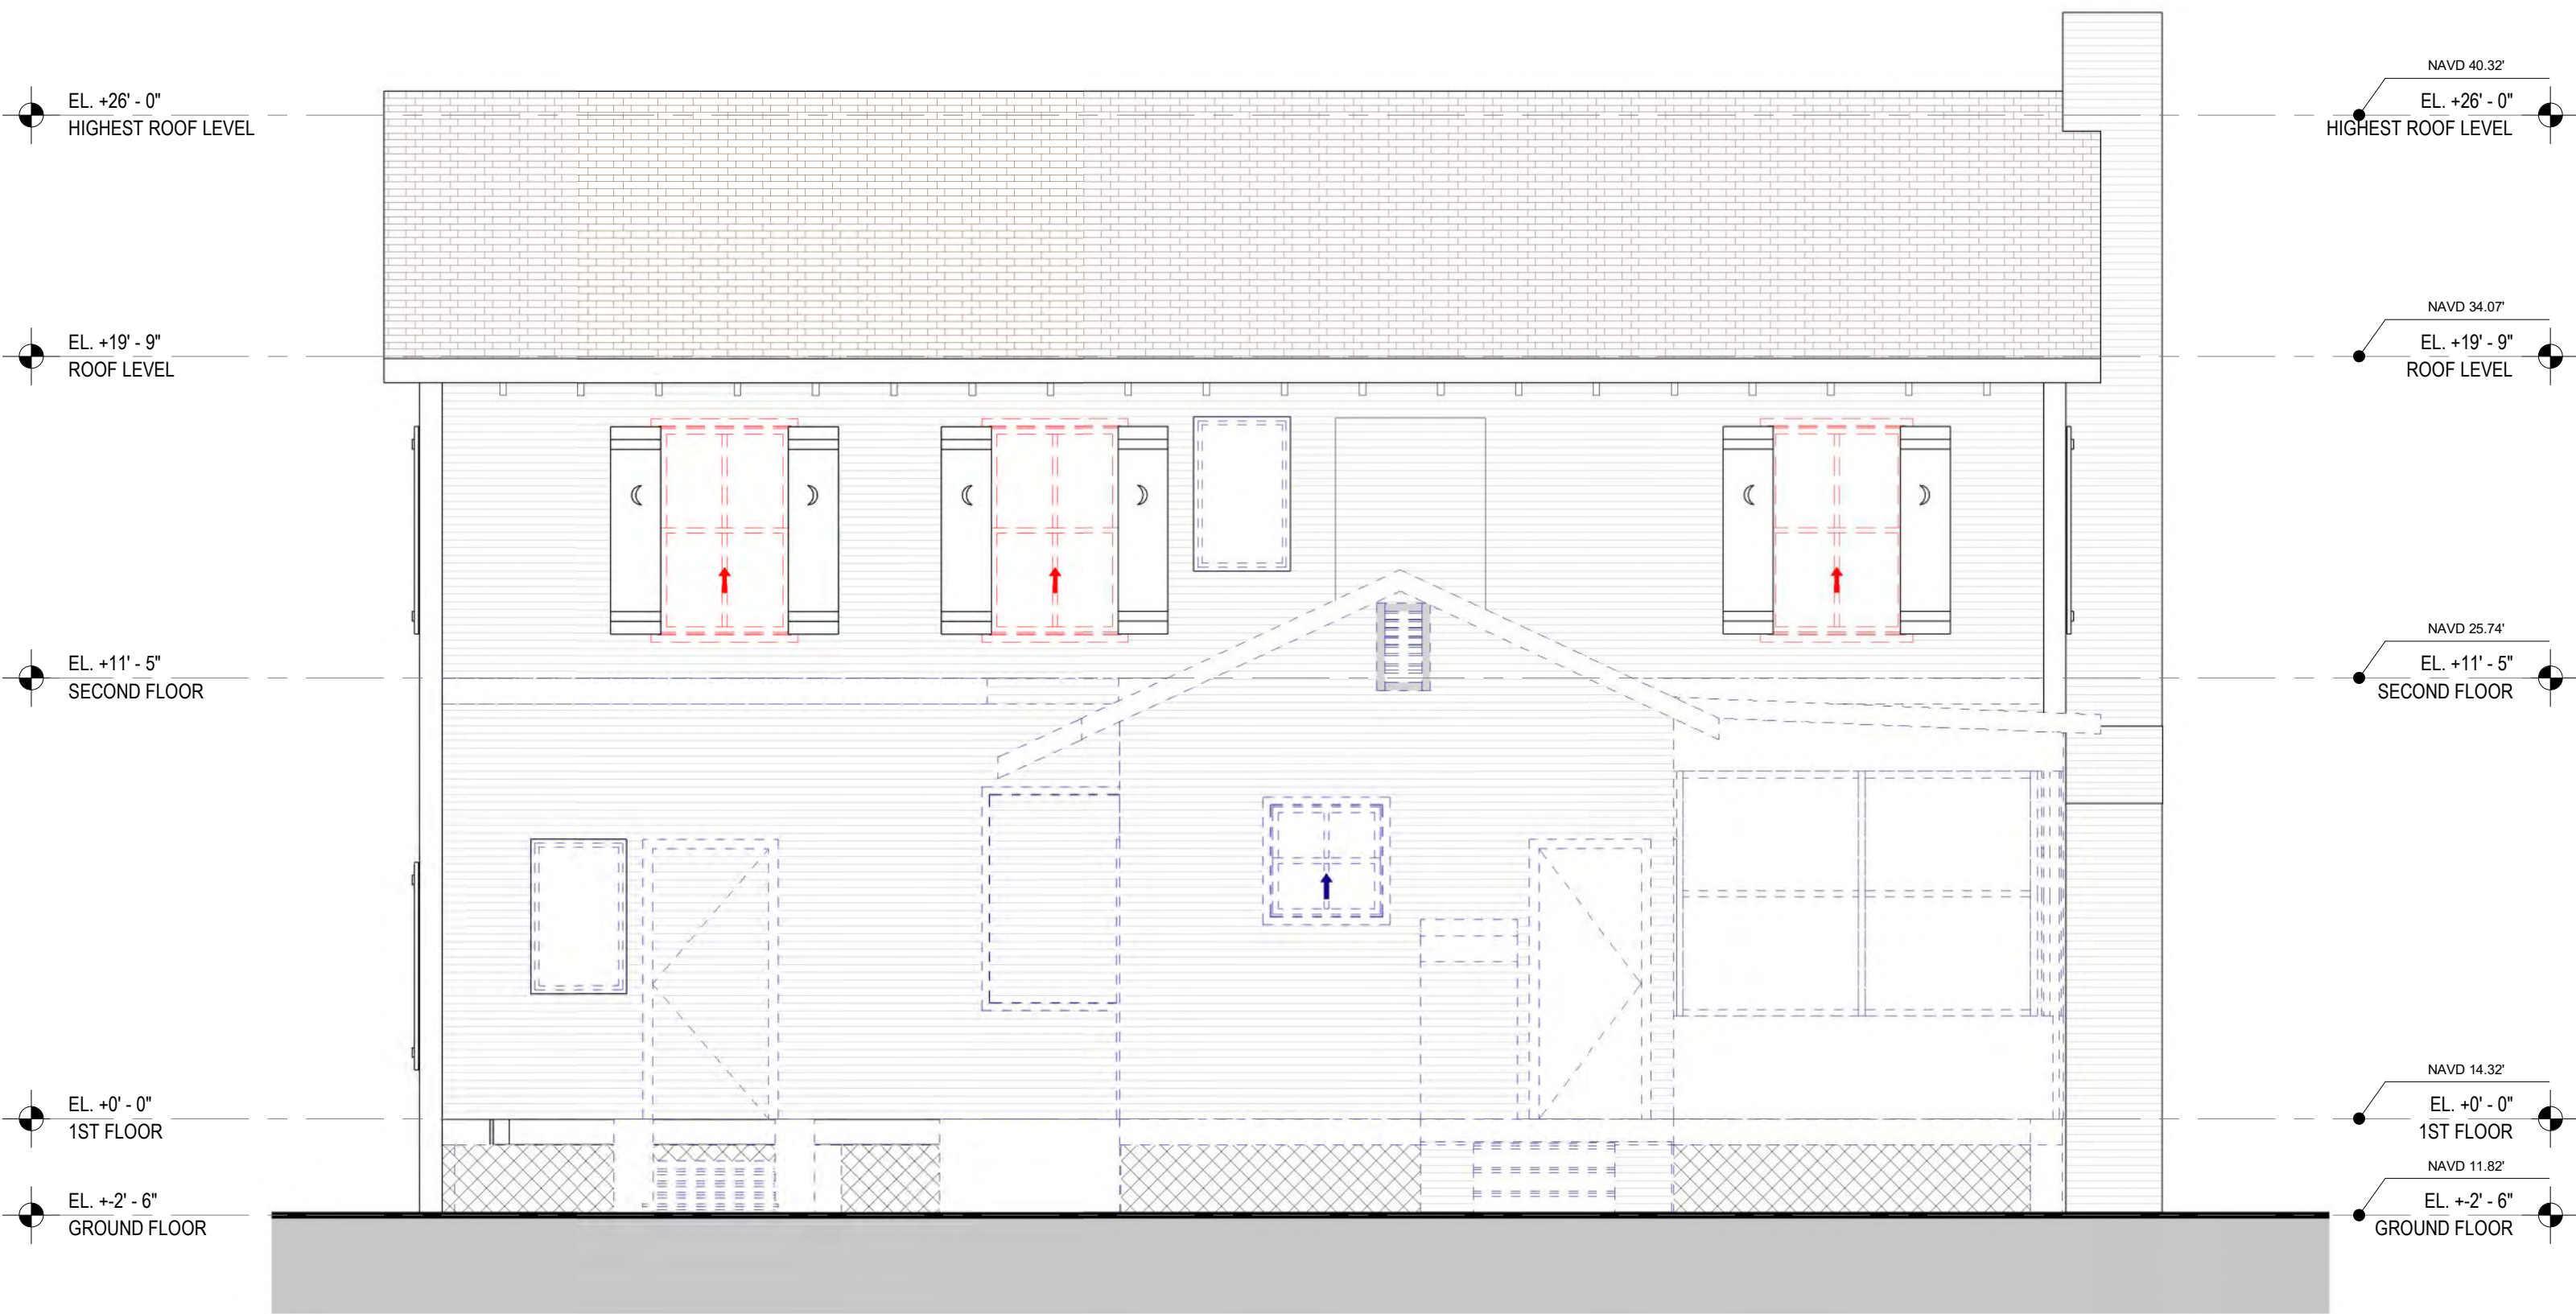 EL. +26' - 0"
HIGHEST ROOF LEVEL
NAVD 40.32'
EL. +26' - 0"
HIGHEST ROOF LEVEL
EL. +19' - 9"
ROOF LEVEL
NAVD 34.07'
EL. +19' - 9"
ROOF LEVEL
EL. +11' - 5"
SECOND FLOOR
NAVD 25.74'
EL. +11' - 5"
SECOND FLOOR
EL. +0' - 0"
1ST FLOOR
NAVD 14.32'
EL. +0' - 0"
1ST FLOOR
EL. +-2' - 6"
GROUND FLOOR
NAVD 11.82'
EL. +-2' - 6"
GROUND FLOOR